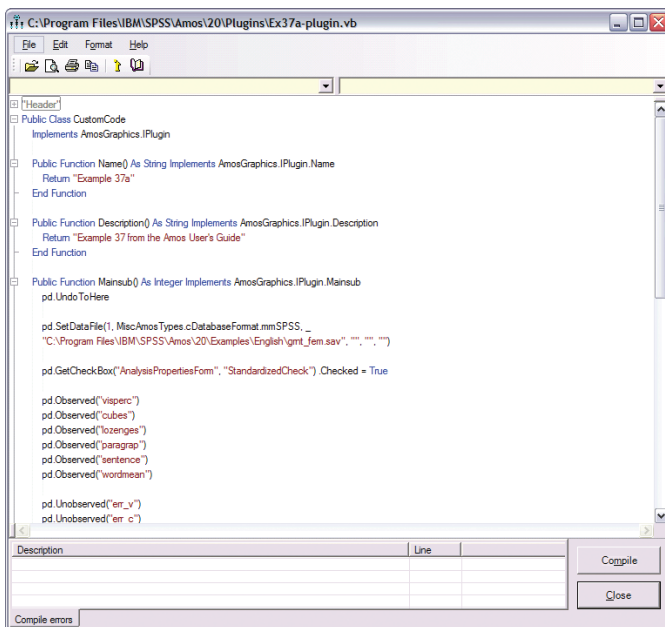 C:\Program Files\IBM\SPSS\Amos\20\Plugins\Ex37a-plugin.vb
File Edit Format Help
"Header"
Public Class CustomCode
Implements AmosGraphics.IPlugin
Public Function Name() As String Implements AmosGraphics.IPlugin.Name
Return "Example 37a"
End Function
Public Function Description() As String Implements AmosGraphics.IPlugin.Description
Return "Example 37 from the Amos User's Guide"
End Function
Public Function Mainsub() As Integer Implements AmosGraphics.IPlugin.Mainsub
pd.UndoToHere
pd.SetDataFile(1, MiscAmosTypes.cDatabaseFormat.mmSPSS, _
"C:\Program Files\IBM\SPSS\Amos\20\Examples\English\grnt_fem.sav", "", "", "")
pd.GetCheckBox("AnalysisPropertiesForm", "StandardizedCheck").Checked = True
pd.Observed("visperc")
pd.Observed("cubes")
pd.Observed("lozenges")
pd.Observed("paragrap")
pd.Observed("sentence")
pd.Observed("wordmean")
pd.Unobserved("err_v")
pd.Unobserved("err_c")
Description Line
Compile
Close
Compile errors